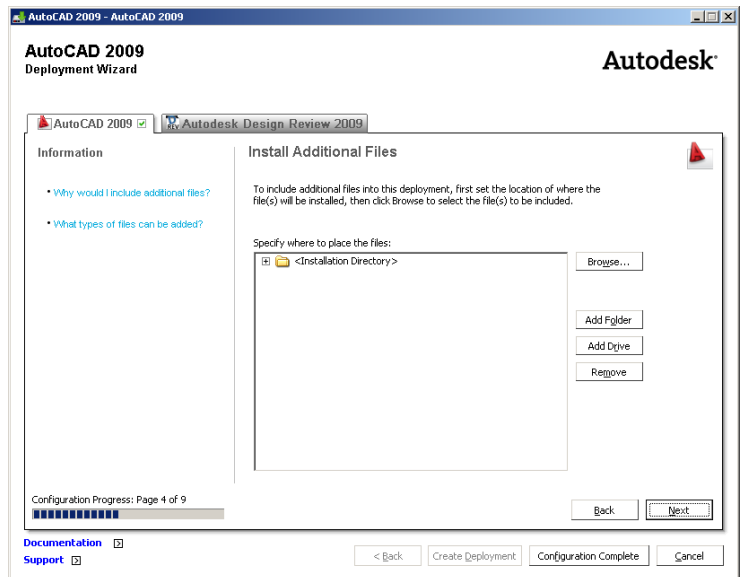 AutoCAD 2009 - AutoCAD 2009
AutoCAD 2009
Deployment Wizard
Autodesk
AutoCAD 2009
REV
Autodesk Design Review 2009
Information
• Why would I include additional files?
• What types of files can be added?
Install Additional Files
To include additional files into this deployment, first set the location of where the
file(s) will be installed, then click Browse to select the file(s) to be included.
Specify where to place the files:
<Installation Directory>
Browse...
Add Folder
Add Drive
Remove
Configuration Progress: Page 4 of 9
Back
Next
Documentation
Support
< Back
Create Deployment
Configuration Complete
Cancel